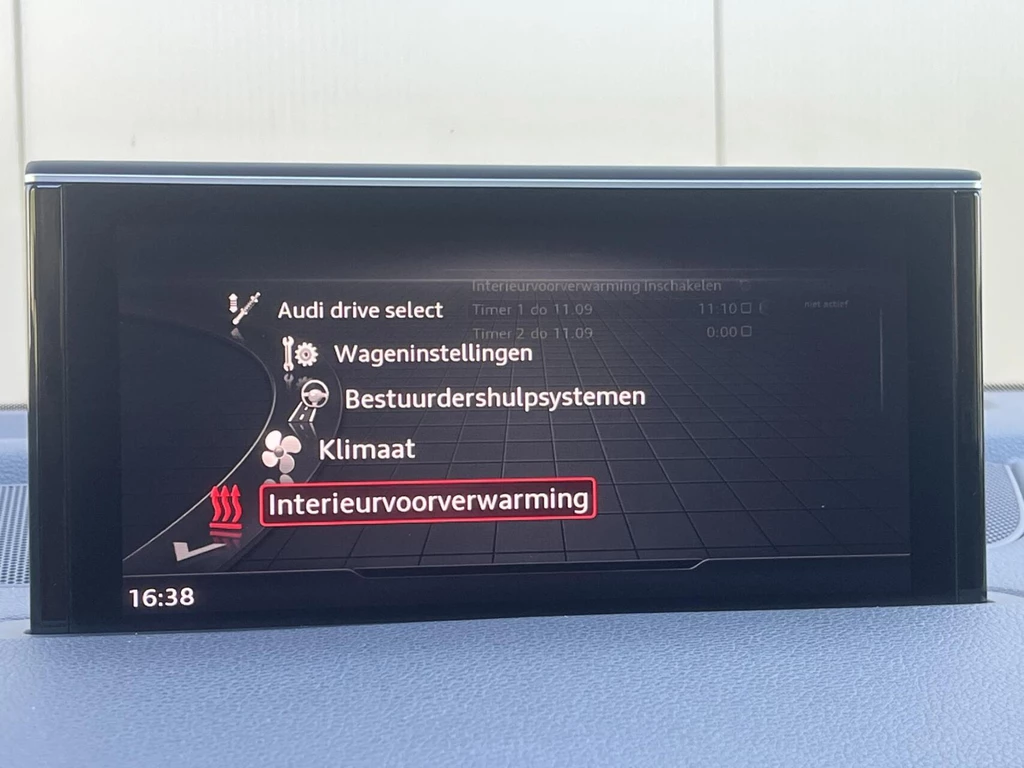 Interieurvoorverwarming inschakelen
Audi drive select
Timer 1 do 11.09 11:10
niet actief
Timer 2 do 11.09 0:00
Wageninstellingen
Bestuurdershulpsystemen
Klimaat
Interieurvoorverwarming
16:38